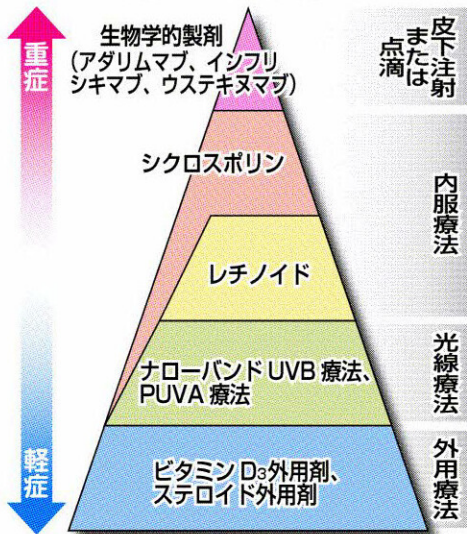 重症
軽症
生物学的製剤
（アダリムマブ、インフリ
シキマブ、ウステキヌマブ）
シクロスポリン
レチノイド
ナローバンド UVB 療法、
PUVA 療法
ビタミン D₃外用剤、
ステロイド外用剤
皮下注射
または
点滴
内服療法
光線療法
外用療法